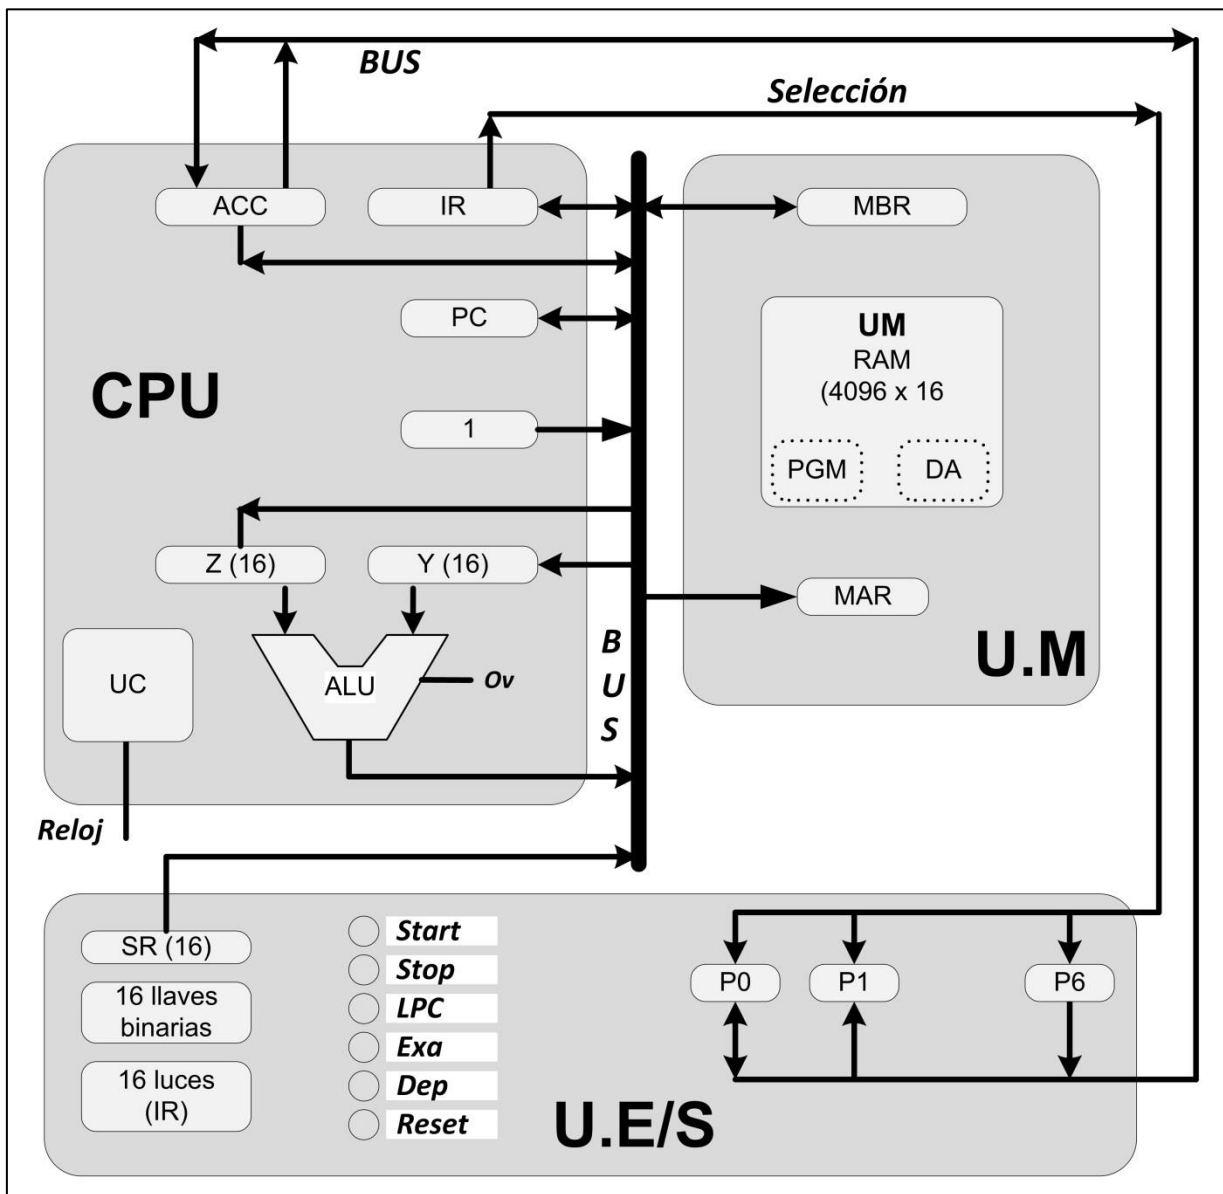 BUS
Selección
ACC
IR
MBR
PC
UM
RAM
(4096 x 16
CPU
1
PGM
DA
Z (16)
Y (16)
MAR
B
U
S
U.M
UC
ALU
Ov
Reloj
SR (16)
16 llaves
binarias
16 luces
(IR)
Start
Stop
LPC
Exa
Dep
Reset
P0
P1
P6
U.E/S